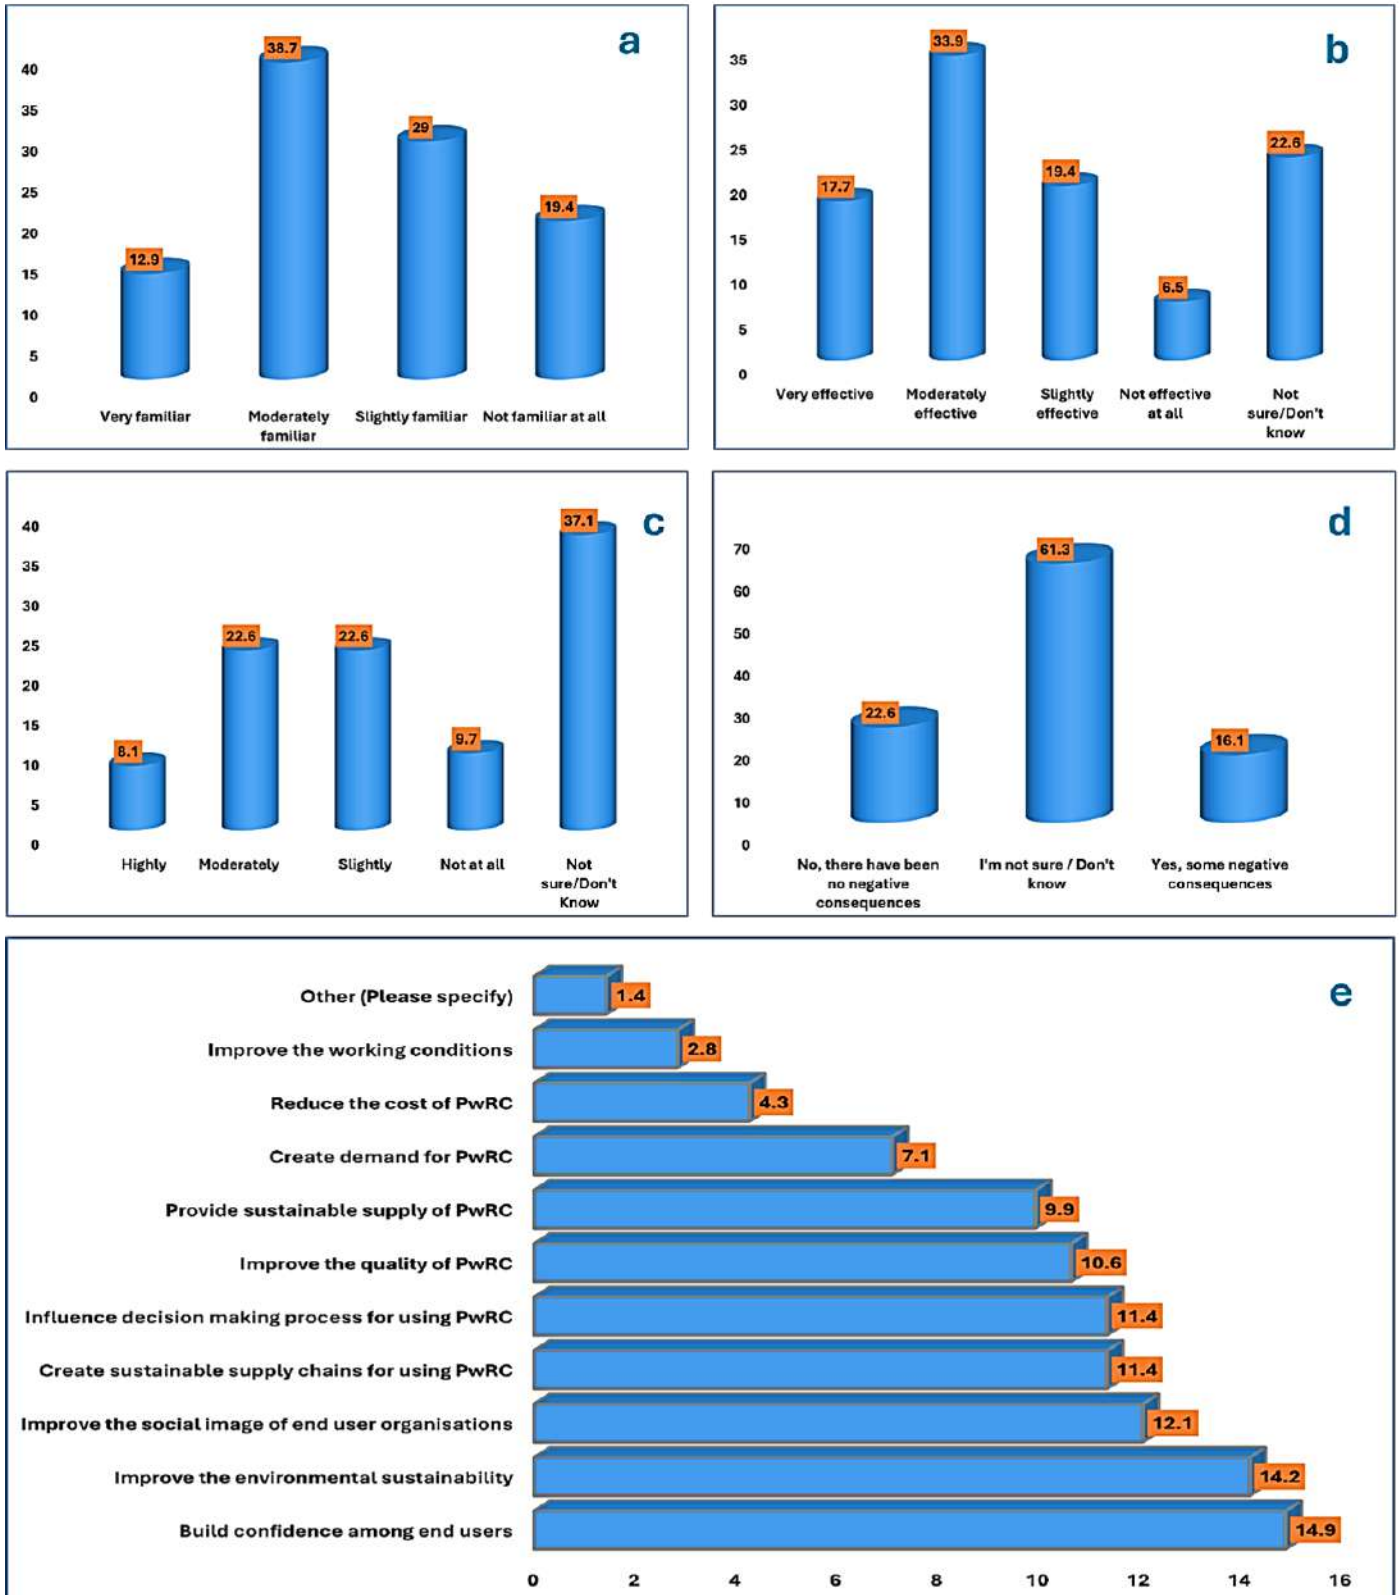 a
40
35
30
25
20
15
10
5
0
12.9
38.7
29
19.4
Very familiar
Moderately
familiar
Slightly familiar
Not familiar at all
b
35
30
25
20
15
10
5
0
17.7
33.9
19.4
6.5
22.6
Very effective
Moderately
effective
Slightly
effective
Not effective
at all
Not
sure/Don't
know
c
40
35
30
25
20
15
10
5
0
8.1
22.6
22.6
9.7
37.1
Highly
Moderately
Slightly
Not at all
Not
sure/Don't
Know
d
70
60
50
40
30
20
10
0
22.6
61.3
16.1
No, there have been
no negative
consequences
I'm not sure / Don't
know
Yes, some negative
consequences
e
Other (Please specify) 1.4
Improve the working conditions 2.8
Reduce the cost of PwRC 4.3
Create demand for PwRC 7.1
Provide sustainable supply of PwRC 9.9
Improve the quality of PwRC 10.6
Influence decision making process for using PwRC 11.4
Create sustainable supply chains for using PwRC 11.4
Improve the social image of end user organisations 12.1
Improve the environmental sustainability 14.2
Build confidence among end users 14.9
0 2 4 6 8 10 12 14 16